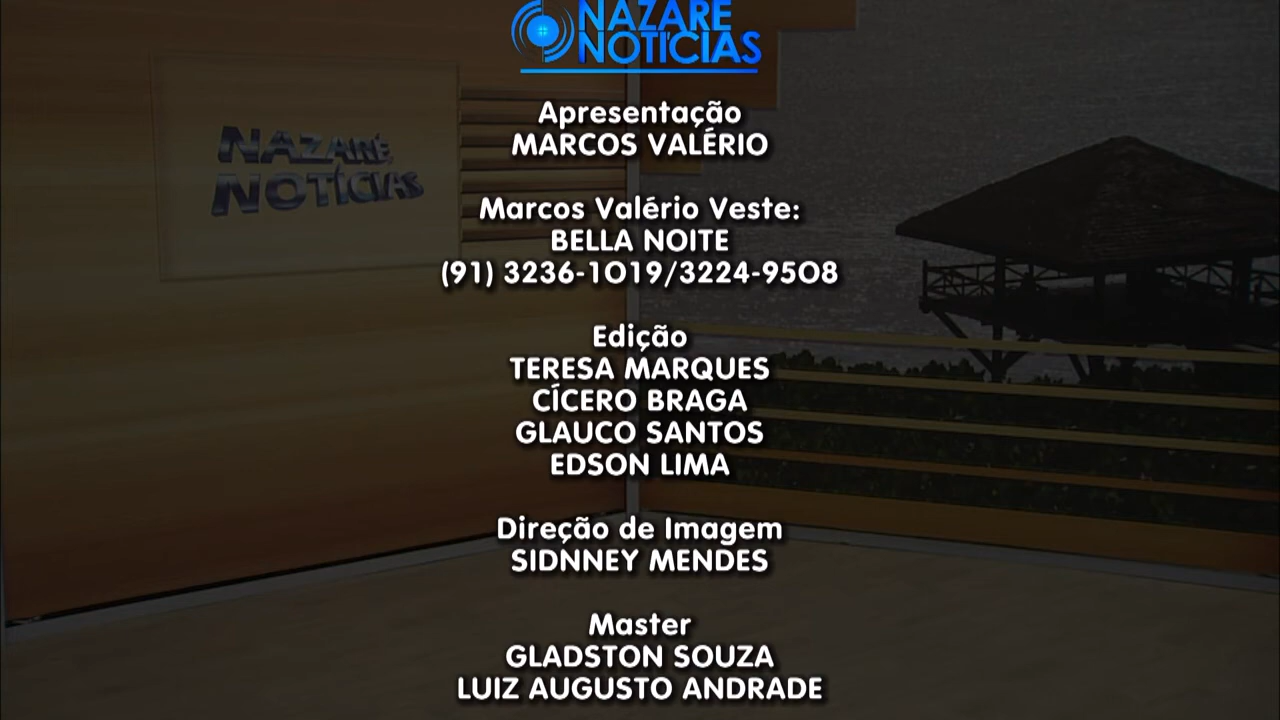 NAZARÉ
NOTÍCIAS
NAZARÉ
NOTÍCIAS
Apresentação
MARCOS VALÉRIO
Marcos Valério Veste:
BELLA NOITE
(91) 3236-1019/3224-9508
Edição
TERESA MARQUES
CÍCERO BRAGA
GLAUCO SANTOS
EDSON LIMA
Direção de Imagem
SIDNNEY MENDES
Master
GLADSTON SOUZA
LUIZ AUGUSTO ANDRADE